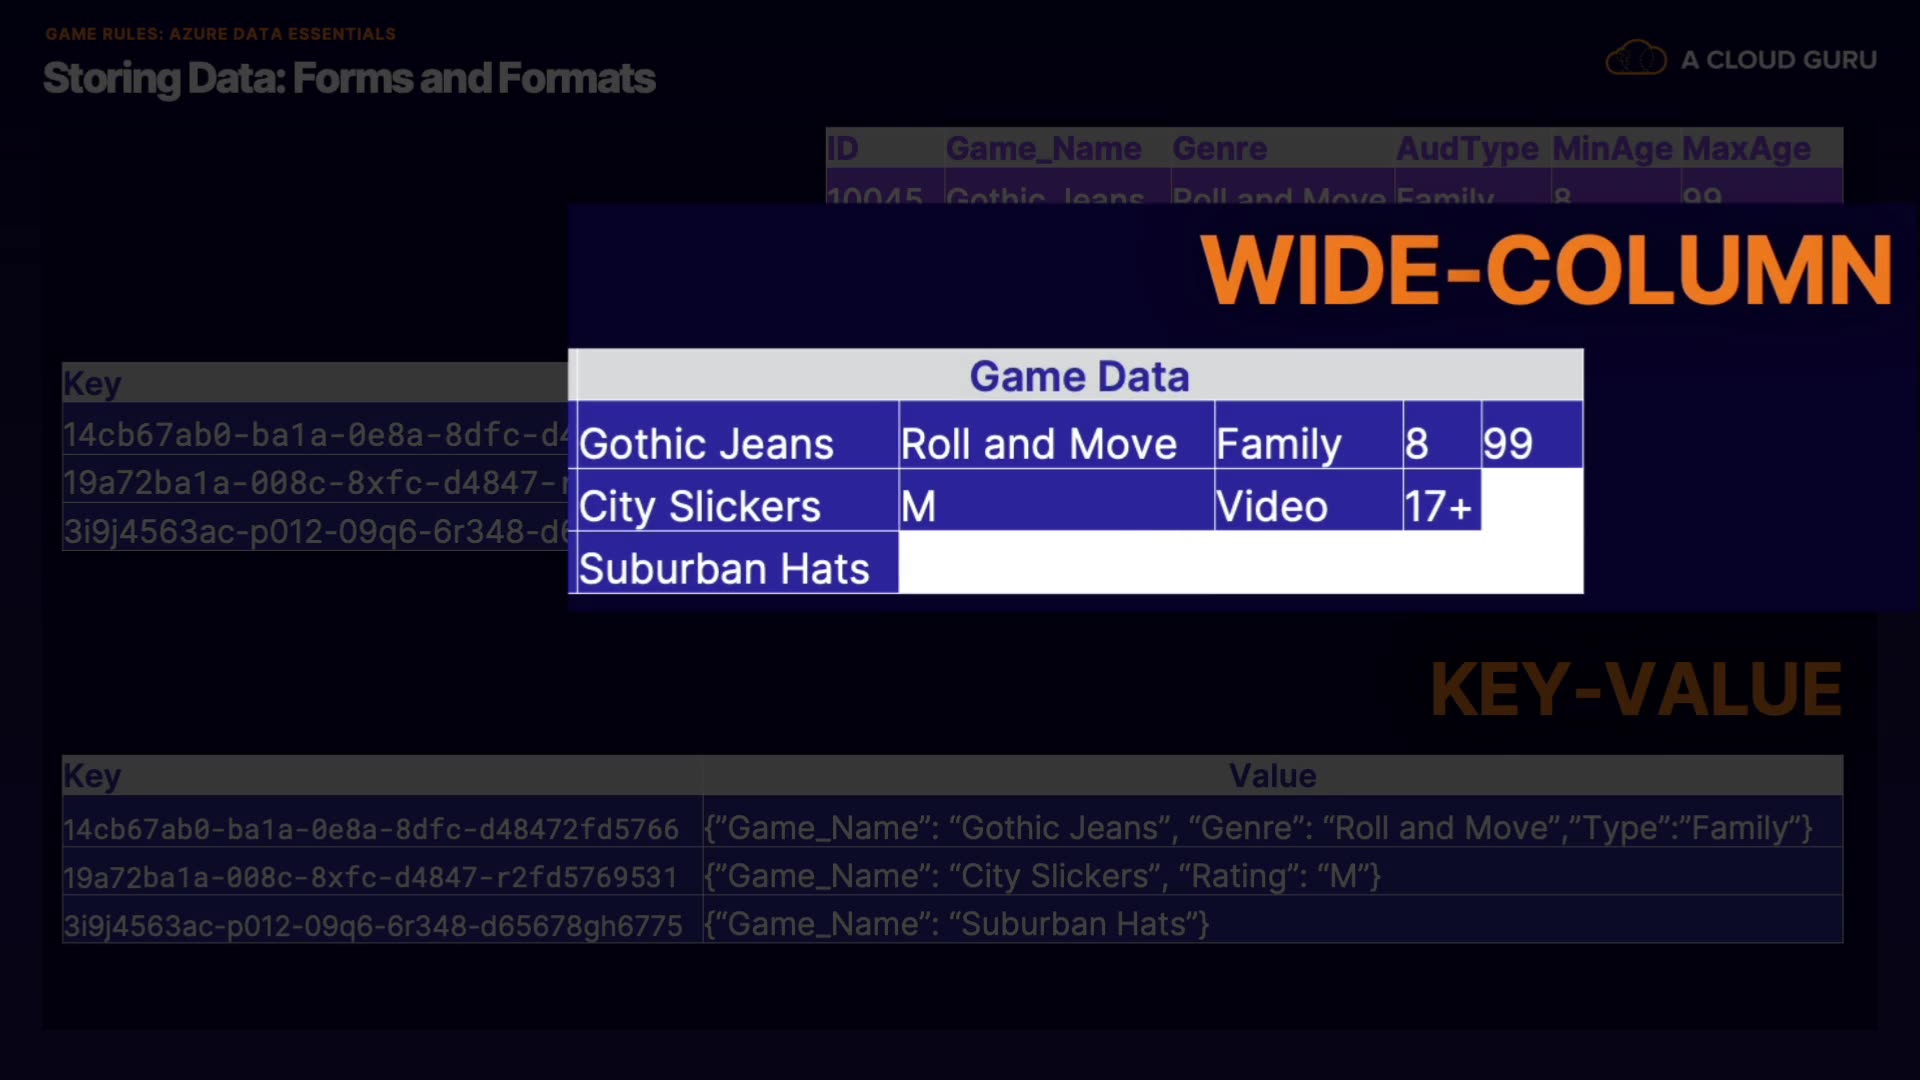 GAME RULES: AZURE DATA ESSENTIALS
Storing Data: Forms and Formats
A CLOUD GURU
ID Game_Name Genre AudType MinAge MaxAge
10045 Gothic Jeans Roll and Move Family 8 99
WIDE-COLUMN
Key Game Data
14cb67ab0-ba1a-0e8a-8dfc-d4 Gothic Jeans Roll and Move Family 8 99
19a72ba1a-008c-8xfc-d4847-r City Slickers M Video 17+
3i9j4563ac-p012-09q6-6r348-d6 Suburban Hats
KEY-VALUE
Key Value
14cb67ab0-ba1a-0e8a-8dfc-d48472fd5766 {”Game_Name”: “Gothic Jeans”, “Genre”: “Roll and Move”,”Type”:”Family”}
19a72ba1a-008c-8xfc-d4847-r2fd5769531 {”Game_Name”: “City Slickers”, “Rating”: “M”}
3i9j4563ac-p012-09q6-6r348-d65678gh6775 {“Game_Name”: “Suburban Hats”}